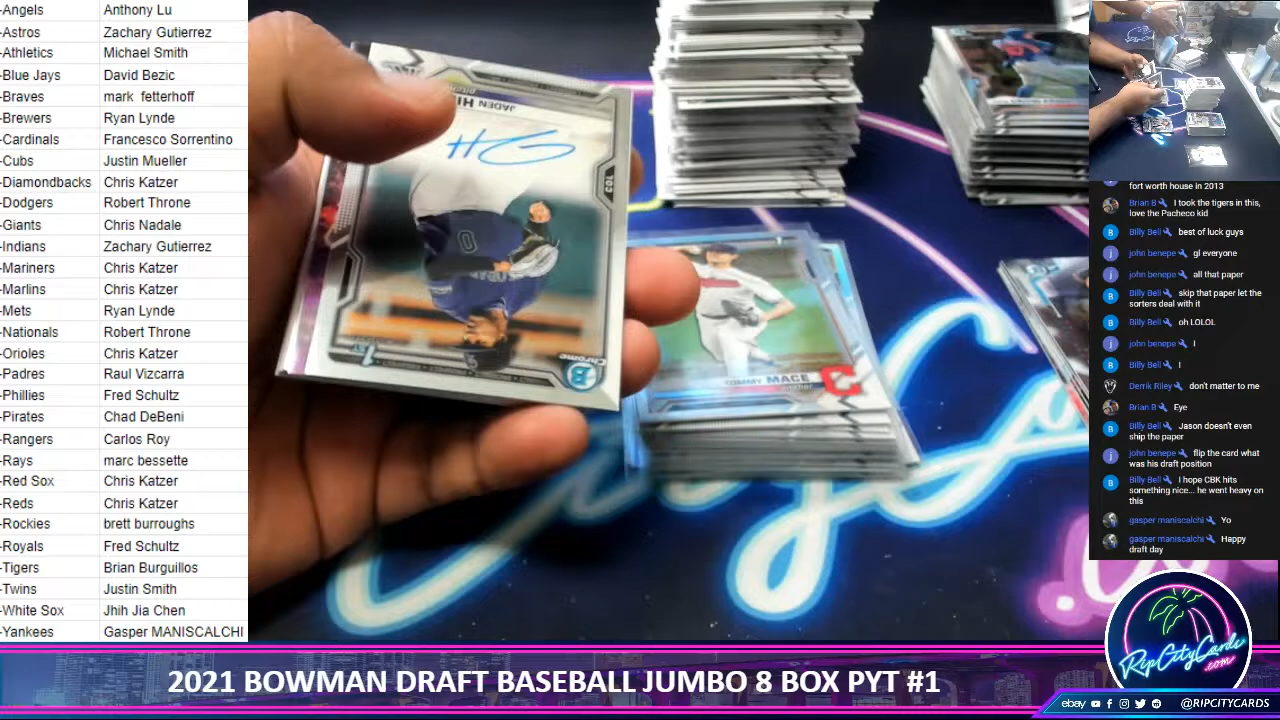 -Angels Anthony Lu
-Astros Zachary Gutierrez
-Athletics Michael Smith
-Blue Jays David Bezic
-Braves mark fetterhoff
-Brewers Ryan Lynde
-Cardinals Francesco Sorrentino
-Cubs Justin Mueller
-Diamondbacks Chris Katzer
-Dodgers Robert Throne
-Giants Chris Nadale
-Indians Zachary Gutierrez
-Mariners Chris Katzer
-Marlins Chris Katzer
-Mets Ryan Lynde
-Nationals Robert Throne
-Orioles Chris Katzer
-Padres Raul Vizcarra
-Phillies Fred Schultz
-Pirates Chad DeBeni
-Rangers Carlos Roy
-Rays marc bessette
-Red Sox Chris Katzer
-Reds Chris Katzer
-Rockies brett burroughs
-Royals Fred Schultz
-Tigers Brian Burguillos
-Twins Justin Smith
-White Sox Jhih Jia Chen
-Yankees Gasper MANISCALCHI
JADEN
COL
1ST
Chrome
B
TOMMY MACE
C
fort worth house in 2013
Brian B I took the tigers in this,
love the Pacheco kid
Billy Bell best of luck guys
john benepe gl everyone
john benepe all that paper
Billy Bell skip that paper let the
sorters deal with it
Billy Bell oh LOLOL
john benepe I
Billy Bell I
Derrik Riley don't matter to me
Brian B Eye
Billy Bell Jason doesn't even
ship the paper
john benepe flip the card what
was his draft position
Billy Bell I hope CBK hits
something nice... he went heavy on
this
gasper maniscalchi Yo
gasper maniscalchi Happy
draft day
RipCityCards
.com
2021 BOWMAN DRAFT BASEBALL JUMBO 8 BOX PYT #1
ebay @RIPCITYCARDS